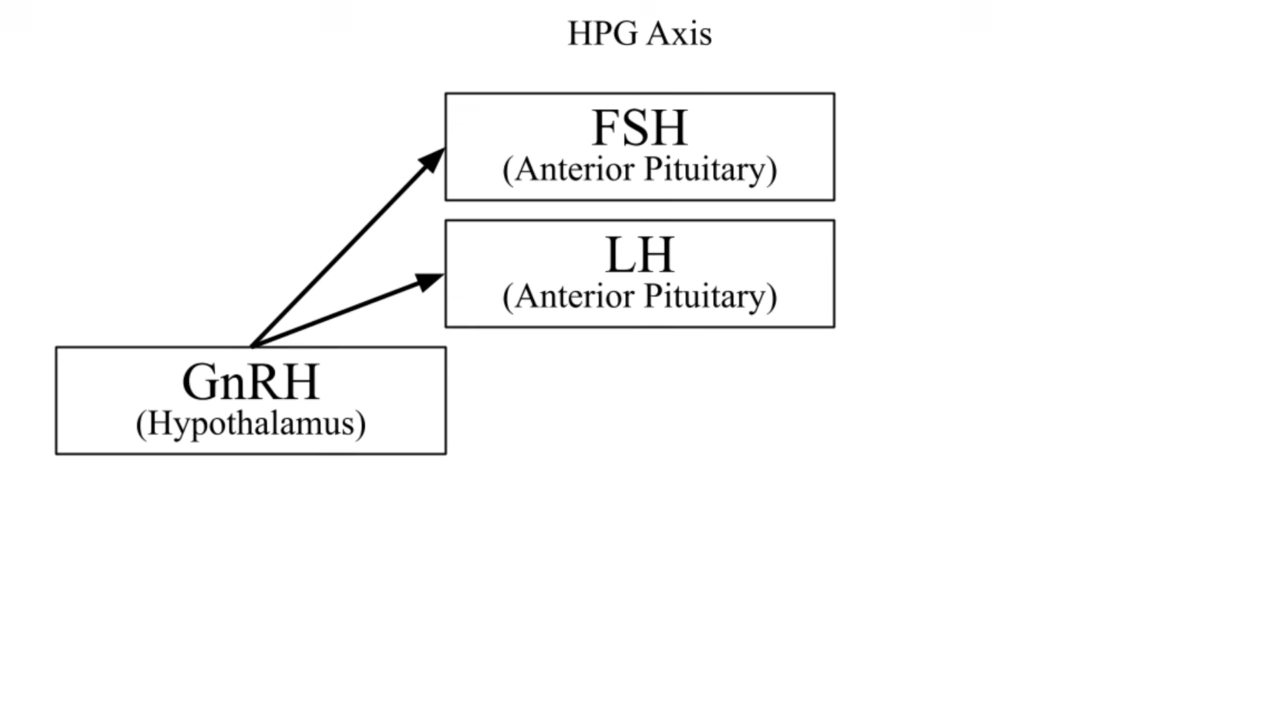 HPG Axis
FSH
(Anterior Pituitary)
LH
(Anterior Pituitary)
GnRH
(Hypothalamus)